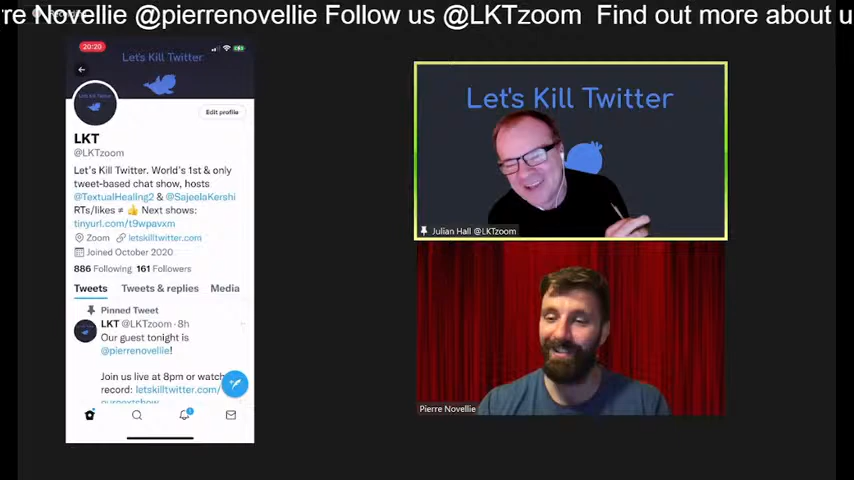 re Novellie @pierrenovellie Follow us @LKTzoom  Find out more about u
20:20
Let's Kill Twitter
Edit profile
LKT
@LKTzoom
Let's Kill Twitter. World's 1st & only
tweet-based chat show, hosts
@TextualHealing2 & @SajeelaKershi
RTs/likes ≠ 👍 Next shows:
tinyurl.com/t9wpavxm
Zoom letskilltwitter.com
Joined October 2020
886 Following 161 Followers
Tweets Tweets & replies Media
Pinned Tweet
LKT @LKTzoom · 8h
Our guest tonight is
@pierrenovellie!
Join us live at 8pm or watch
record: letskilltwitter.com/
ournextshow
Let's Kill Twitter
Julian Hall @LKTzoom
Pierre Novellie